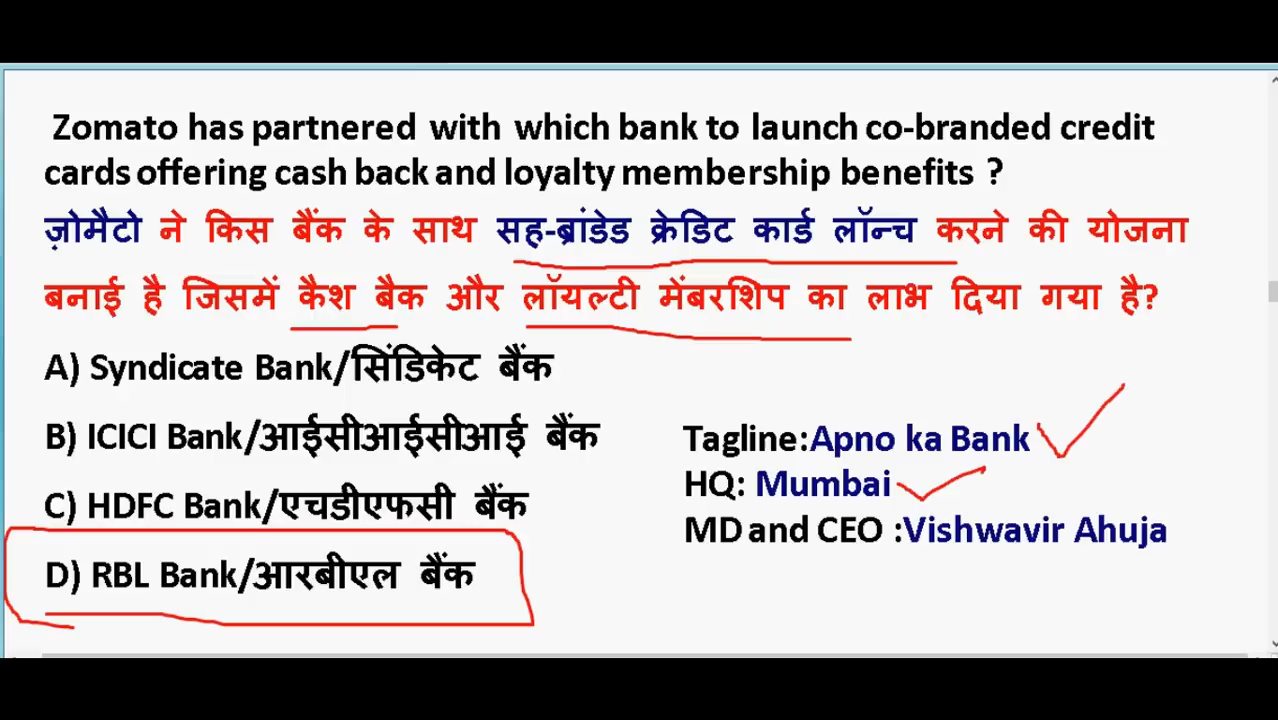 Zomato has partnered with which bank to launch co-branded credit
cards offering cash back and loyalty membership benefits ?
ज़ोमैटो ने किस बैंक के साथ सह-ब्रांडेड क्रेडिट कार्ड लॉन्च करने की योजना
बनाई है जिसमें कैश बैक और लॉयल्टी मेंबरशिप का लाभ दिया गया है?
A) Syndicate Bank/सिंडिकेट बैंक
B) ICICI Bank/आईसीआईसीआई बैंक
C) HDFC Bank/एचडीएफसी बैंक
D) RBL Bank/आरबीएल बैंक
Tagline:Apno ka Bank
HQ: Mumbai
MD and CEO :Vishwavir Ahuja